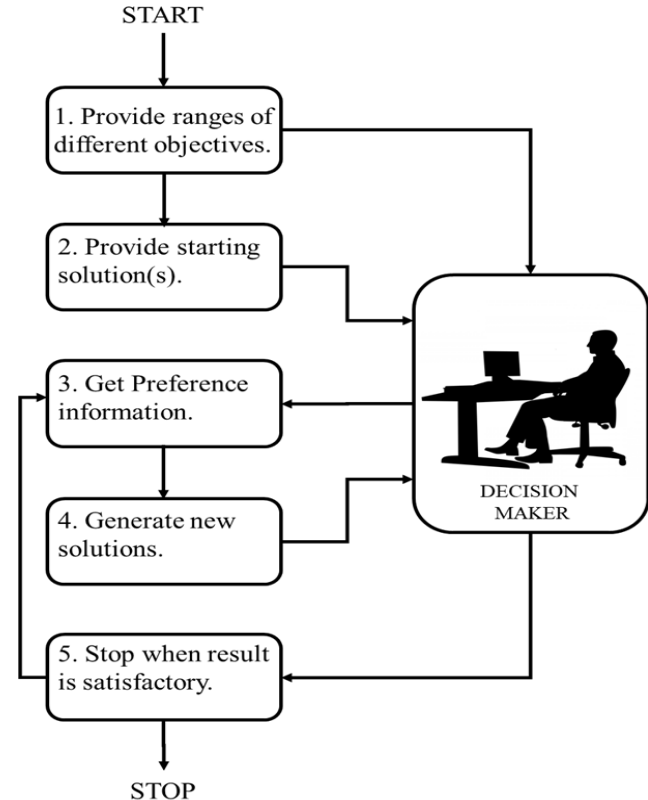 START
1. Provide ranges of
different objectives.
2. Provide starting
solution(s).
3. Get Preference
information.
4. Generate new
solutions.
DECISION
MAKER
5. Stop when result
is satisfactory.
STOP